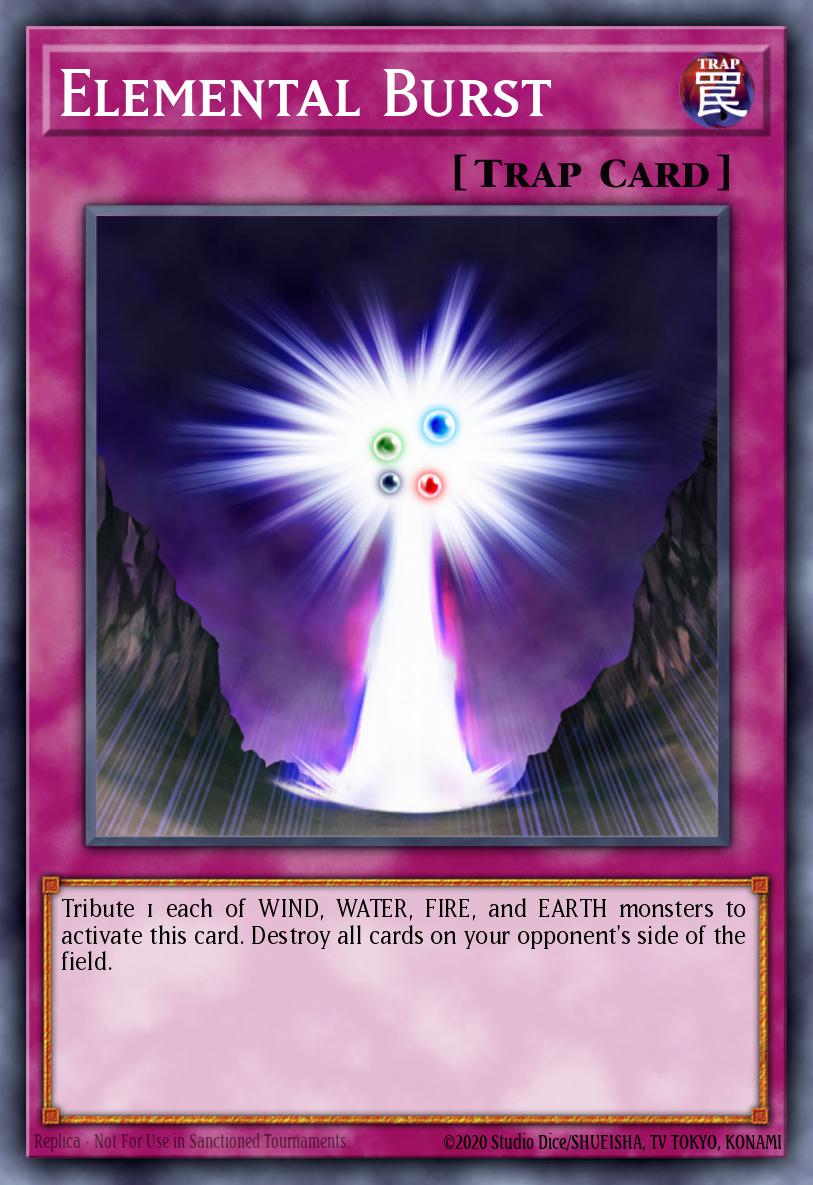 Elemental Burst
TRAP
罠
[Trap Card]
Tribute 1 each of WIND, WATER, FIRE, and EARTH monsters to
activate this card. Destroy all cards on your opponent's side of the
field.
Replica - Not For Use in Sanctioned Tournaments.
©2020 Studio Dice/SHUEISHA, TV TOKYO, KONAMI